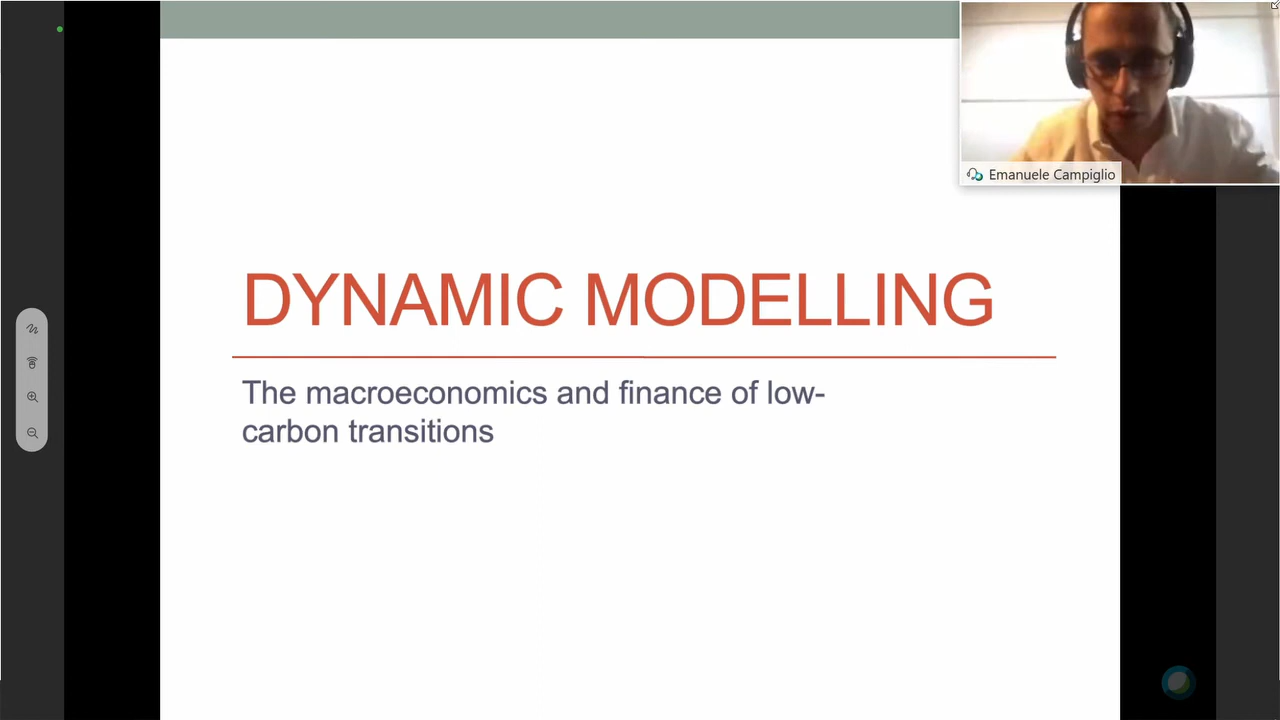 Emanuele Campiglio
DYNAMIC MODELLING
The macroeconomics and finance of low-
carbon transitions